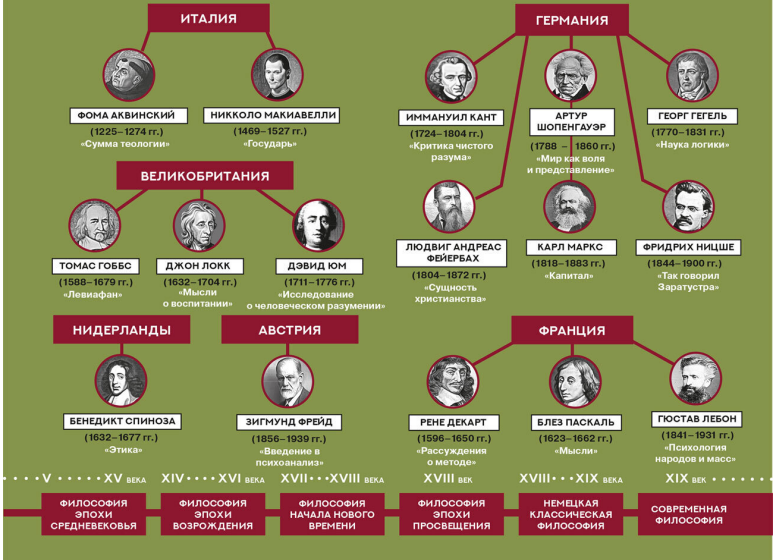 ИТАЛИЯ
ФОМА АКВИНСКИЙ
(1225–1274 гг.)
«Сумма теологии»
НИККОЛО МАКИАВЕЛЛИ
(1469–1527 гг.)
«Государь»
ГЕРМАНИЯ
ИММАНУИЛ КАНТ
(1724–1804 гг.)
«Критика чистого
разума»
АРТУР
ШОПЕНГАУЭР
(1788 – 1860 гг.)
«Мир как воля
и представление»
ГЕОРГ ГЕГЕЛЬ
(1770–1831 гг.)
«Наука логики»
ЛЮДВИГ АНДРЕАС
ФЕЙЕРБАХ
(1804–1872 гг.)
«Сущность
христианства»
КАРЛ МАРКС
(1818–1883 гг.)
«Капитал»
ФРИДРИХ НИЦШЕ
(1844–1900 гг.)
«Так говорил
Заратустра»
ВЕЛИКОБРИТАНИЯ
ТОМАС ГОББС
(1588–1679 гг.)
«Левиафан»
ДЖОН ЛОКК
(1632–1704 гг.)
«Мысли
о воспитании»
ДЭВИД ЮМ
(1711–1776 гг.)
«Исследование
о человеческом разумении»
НИДЕРЛАНДЫ
БЕНЕДИКТ СПИНОЗА
(1632–1677 гг.)
«Этика»
АВСТРИЯ
ЗИГМУНД ФРЕЙД
(1856–1939 гг.)
«Введение в
психоанализ»
ФРАНЦИЯ
РЕНЕ ДЕКАРТ
(1596–1650 гг.)
«Рассуждения
о методе»
БЛЕЗ ПАСКАЛЬ
(1623–1662 гг.)
«Мысли»
ГЮСТАВ ЛЕБОН
(1841–1931 гг.)
«Психология
народов и масс»
V ····· XV ВЕКА
XIV ···· XVI ВЕКА
XVII ··· XVIII ВЕКА
XVIII ВЕК
XVIII ··· XIX ВЕКА
XIX ВЕК
ФИЛОСОФИЯ
ЭПОХИ
СРЕДНЕВЕКОВЬЯ
ФИЛОСОФИЯ
ЭПОХИ
ВОЗРОЖДЕНИЯ
ФИЛОСОФИЯ
НАЧАЛА НОВОГО
ВРЕМЕНИ
ФИЛОСОФИЯ
ЭПОХИ
ПРОСВЕЩЕНИЯ
НЕМЕЦКАЯ
КЛАССИЧЕСКАЯ
ФИЛОСОФИЯ
СОВРЕМЕННАЯ
ФИЛОСОФИЯ